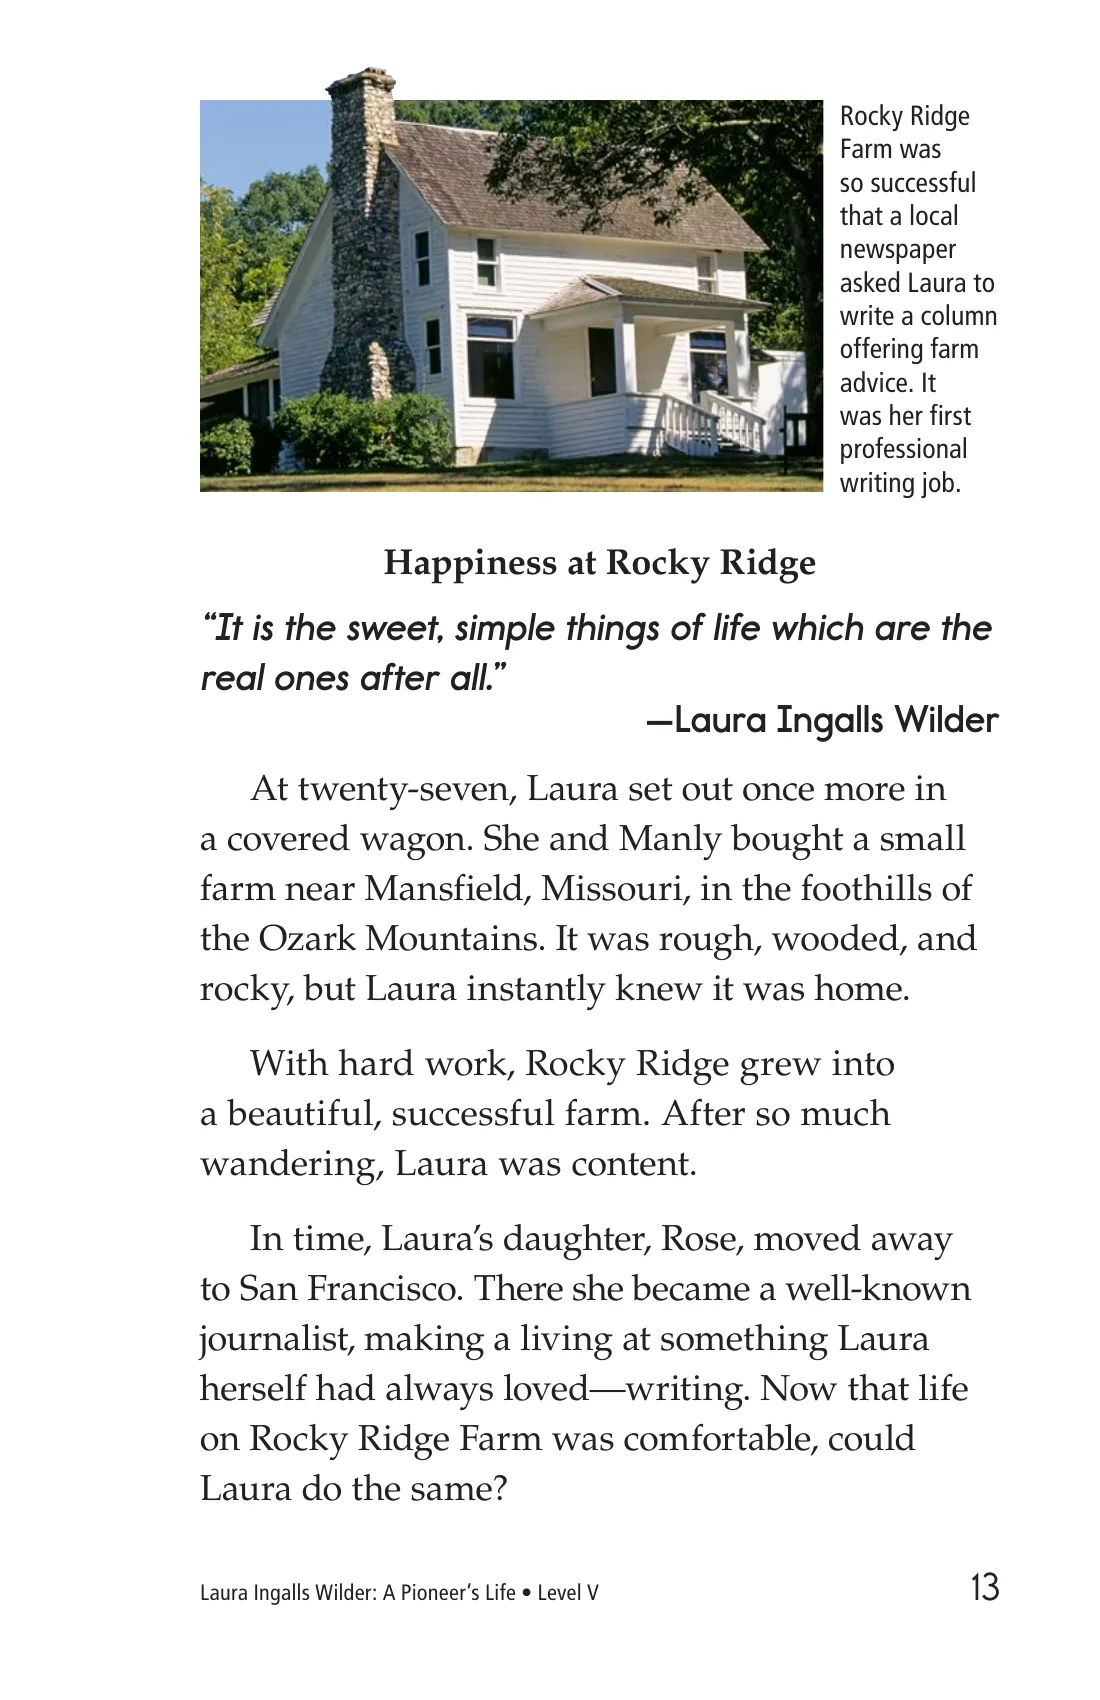 Rocky Ridge
Farm was
so successful
that a local
newspaper
asked Laura to
write a column
offering farm
advice. It
was her first
professional
writing job.
Happiness at Rocky Ridge
“It is the sweet, simple things of life which are the
real ones after all.”
—Laura Ingalls Wilder
At twenty-seven, Laura set out once more in
a covered wagon. She and Manly bought a small
farm near Mansfield, Missouri, in the foothills of
the Ozark Mountains. It was rough, wooded, and
rocky, but Laura instantly knew it was home.
With hard work, Rocky Ridge grew into
a beautiful, successful farm. After so much
wandering, Laura was content.
In time, Laura’s daughter, Rose, moved away
to San Francisco. There she became a well-known
journalist, making a living at something Laura
herself had always loved—writing. Now that life
on Rocky Ridge Farm was comfortable, could
Laura do the same?
Laura Ingalls Wilder: A Pioneer’s Life • Level V
13